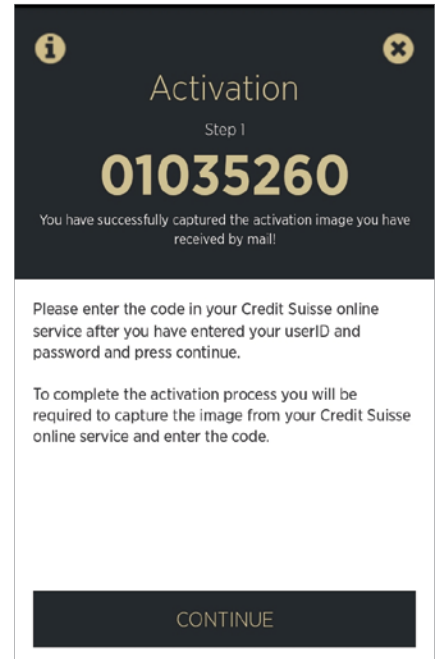 Activation
Step 1
01035260
You have successfully captured the activation image you have
received by mail!
Please enter the code in your Credit Suisse online
service after you have entered your userID and
password and press continue.
To complete the activation process you will be
required to capture the image from your Credit Suisse
online service and enter the code.
CONTINUE